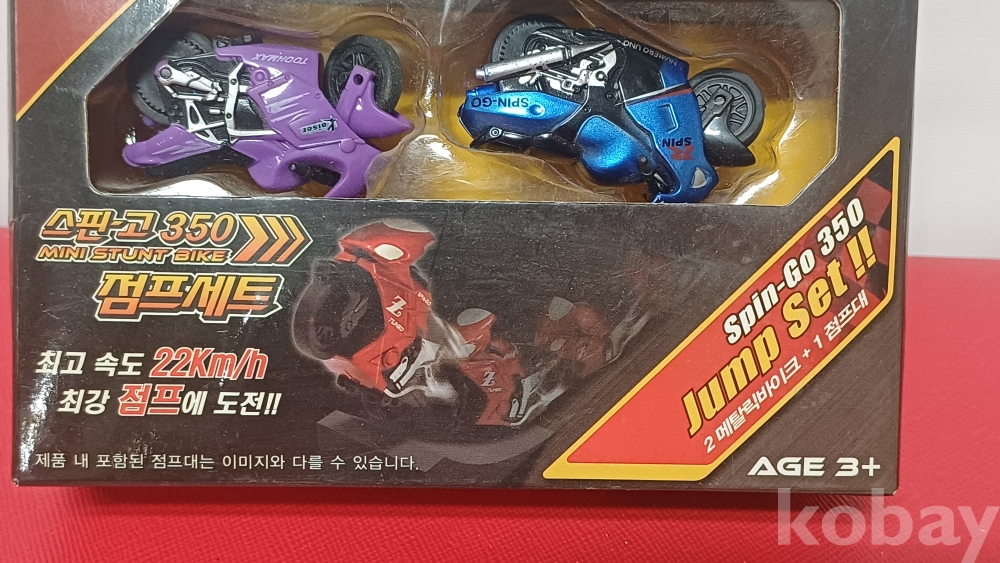 TOONMAX
Kaiser
NUMERO UNO
SPIN-GO
SPIN
스핀-고 350
MINI STUNT BIKE
점프세트
최고 속도 22Km/h
최강 점프에 도전!!
제품 내 포함된 점프대는 이미지와 다를 수 있습니다.
Z
TUNED
Z
TUNED
Spin-Go 350
Jump Set !!
2 메탈릭바이크 + 1 점프대
AGE 3+
kobay